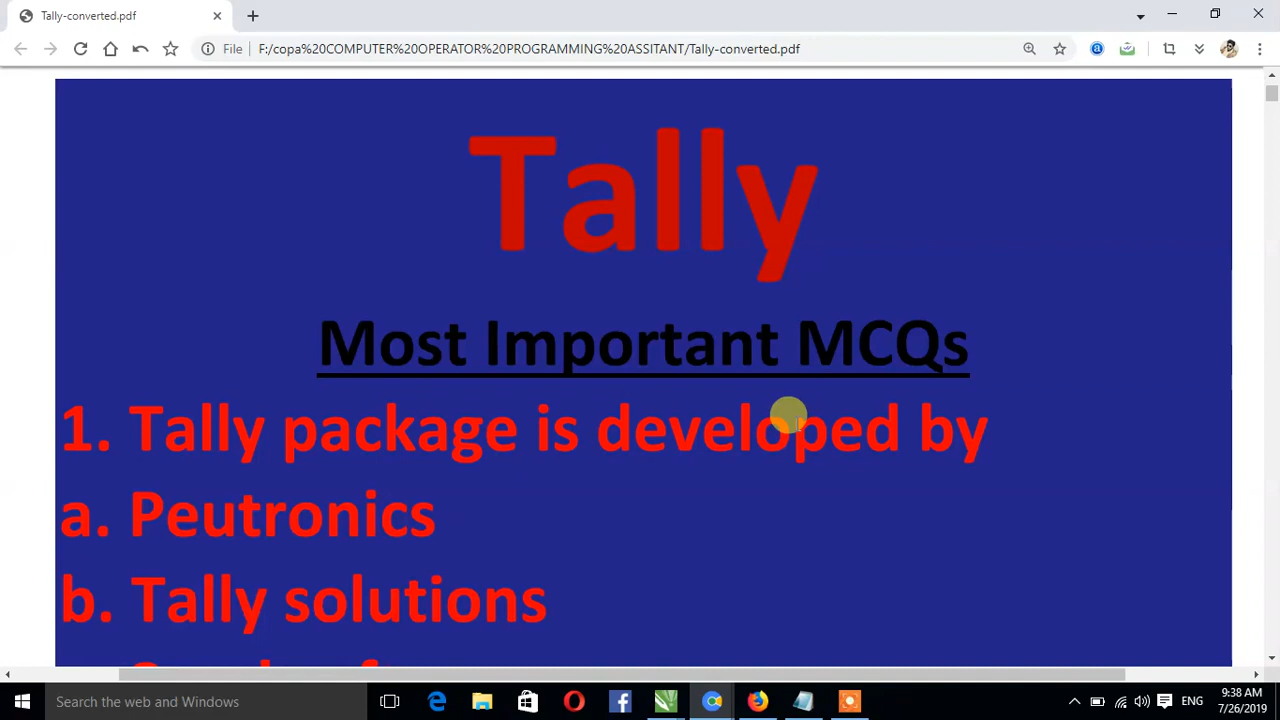 Tally-converted.pdf
File
F:/copa%20COMPUTER%20OPERATOR%20PROGRAMMING%20ASSITANT/Tally-converted.pdf
Tally
Most Important MCQs
1. Tally package is developed by
a. Peutronics
b. Tally solutions
Search the web and Windows
ENG
9:38 AM
7/26/2019